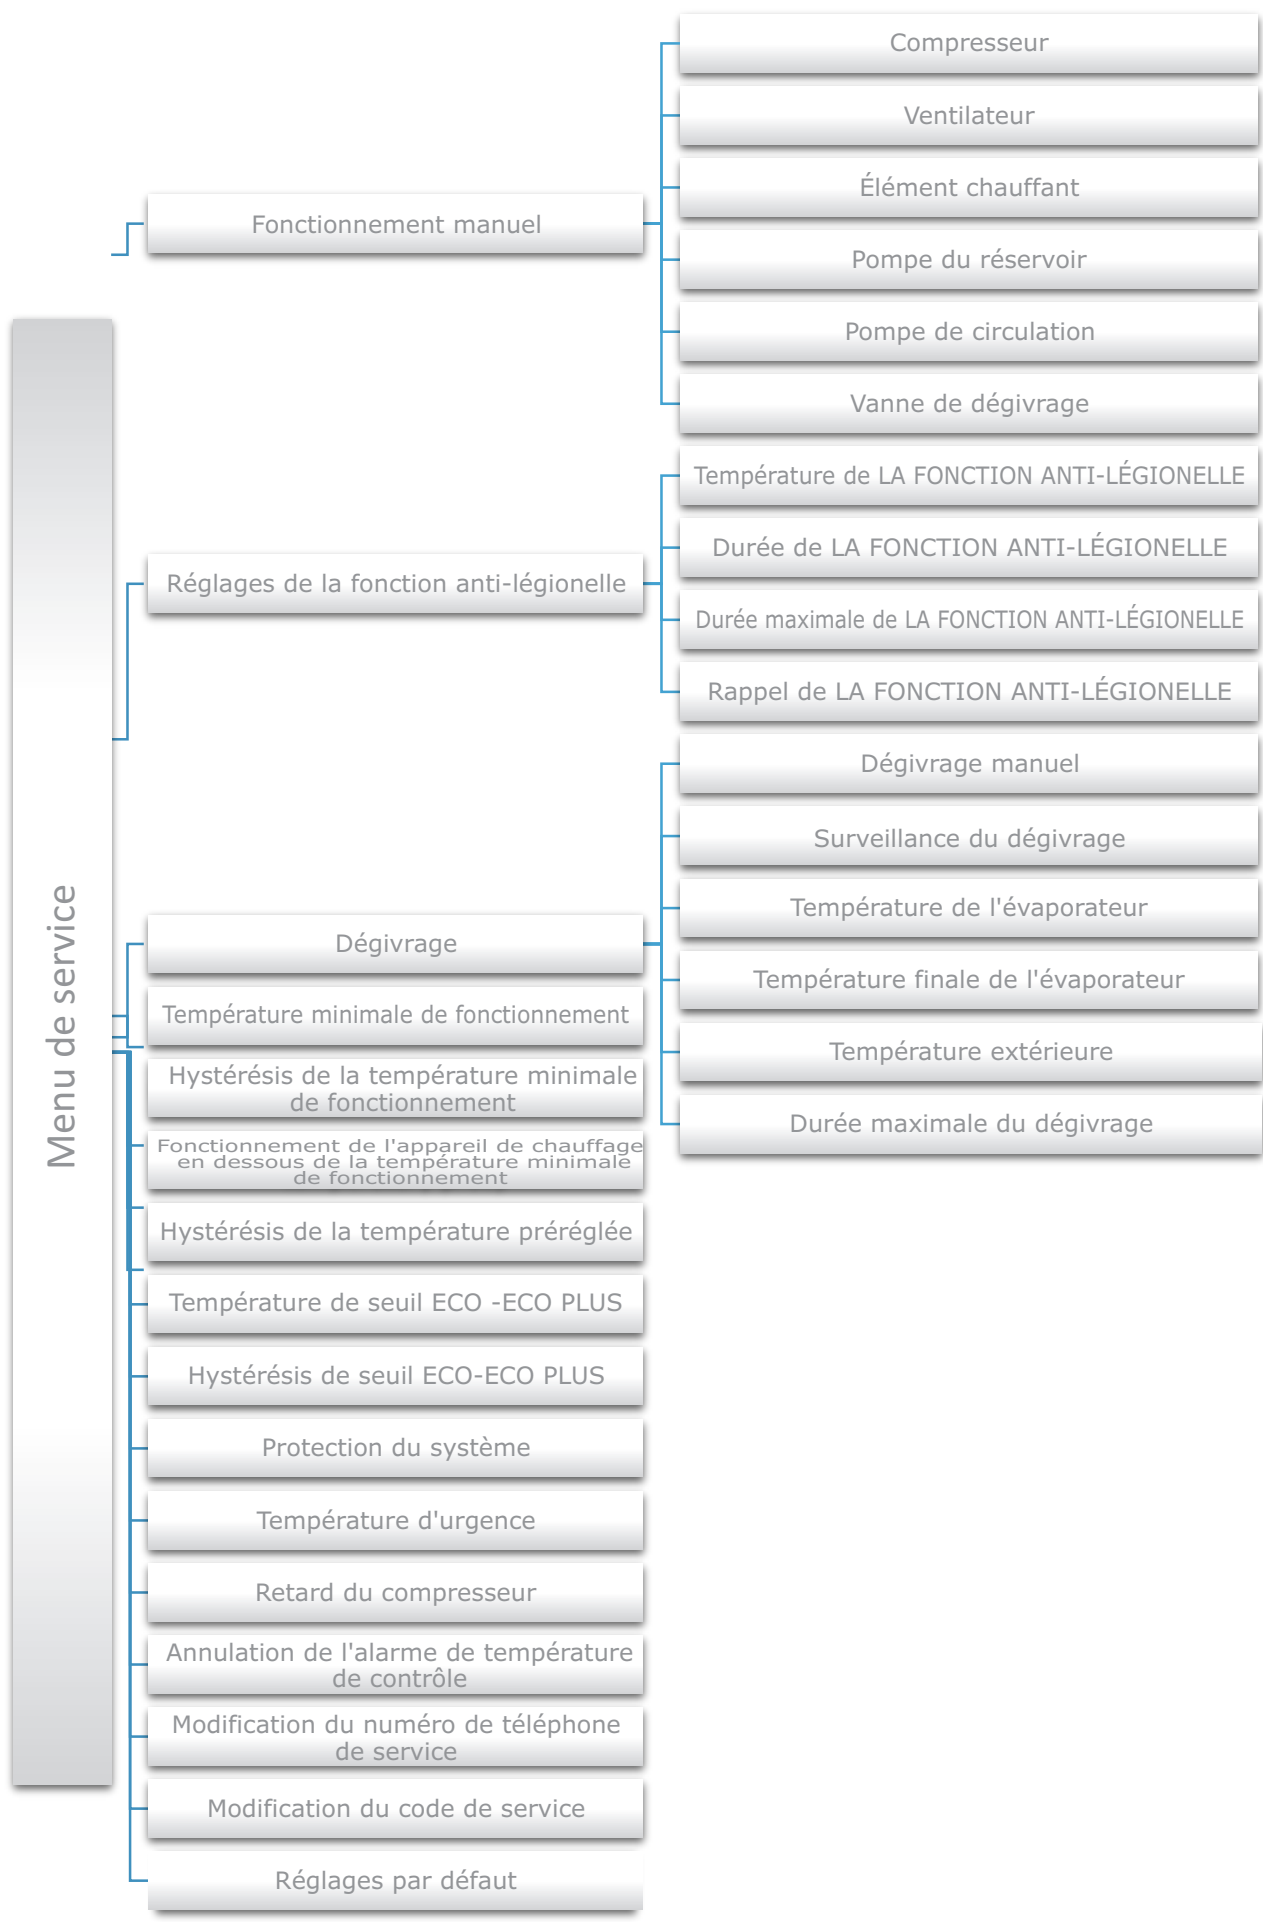 Menu de service
Fonctionnement manuel
Compresseur
Ventilateur
Élément chauffant
Pompe du réservoir
Pompe de circulation
Vanne de dégivrage
Réglages de la fonction anti-légionelle
Température de LA FONCTION ANTI-LÉGIONELLE
Durée de LA FONCTION ANTI-LÉGIONELLE
Durée maximale de LA FONCTION ANTI-LÉGIONELLE
Rappel de LA FONCTION ANTI-LÉGIONELLE
Dégivrage
Dégivrage manuel
Surveillance du dégivrage
Température de l'évaporateur
Température finale de l'évaporateur
Température extérieure
Durée maximale du dégivrage
Température minimale de fonctionnement
Hystérésis de la température minimale
de fonctionnement
Fonctionnement de l'appareil de chauffage
en dessous de la température minimale
de fonctionnement
Hystérésis de la température préréglée
Température de seuil ECO -ECO PLUS
Hystérésis de seuil ECO-ECO PLUS
Protection du système
Température d'urgence
Retard du compresseur
Annulation de l'alarme de température
de contrôle
Modification du numéro de téléphone
de service
Modification du code de service
Réglages par défaut